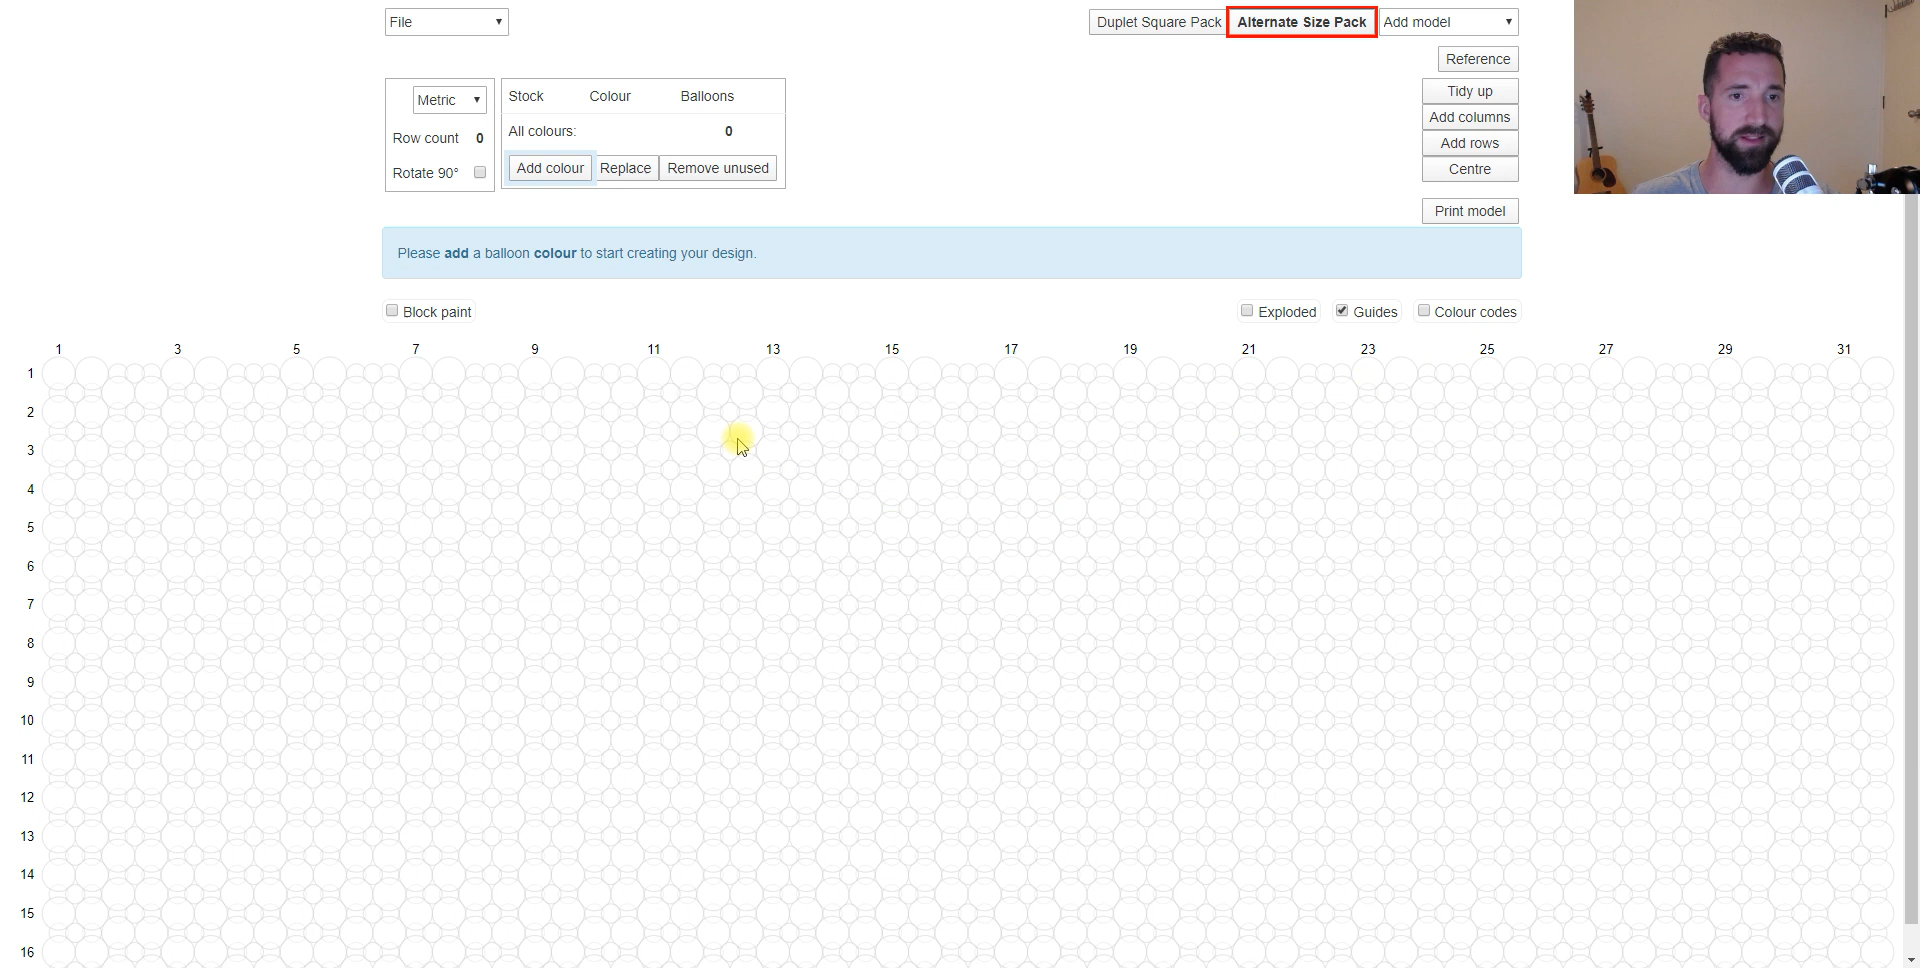 File
Duplet Square Pack Alternate Size Pack Add model
Reference
Metric
Stock Colour Balloons
Tidy up
Row count 0
All colours: 0
Add columns
Add rows
Rotate 90°
Add colour Replace Remove unused
Centre
Print model
Please add a balloon colour to start creating your design.
Block paint
Exploded Guides Colour codes
1 3 5 7 9 11 13 15 17 19 21 23 25 27 29 31
1
2
3
4
5
6
7
8
9
10
11
12
13
14
15
16